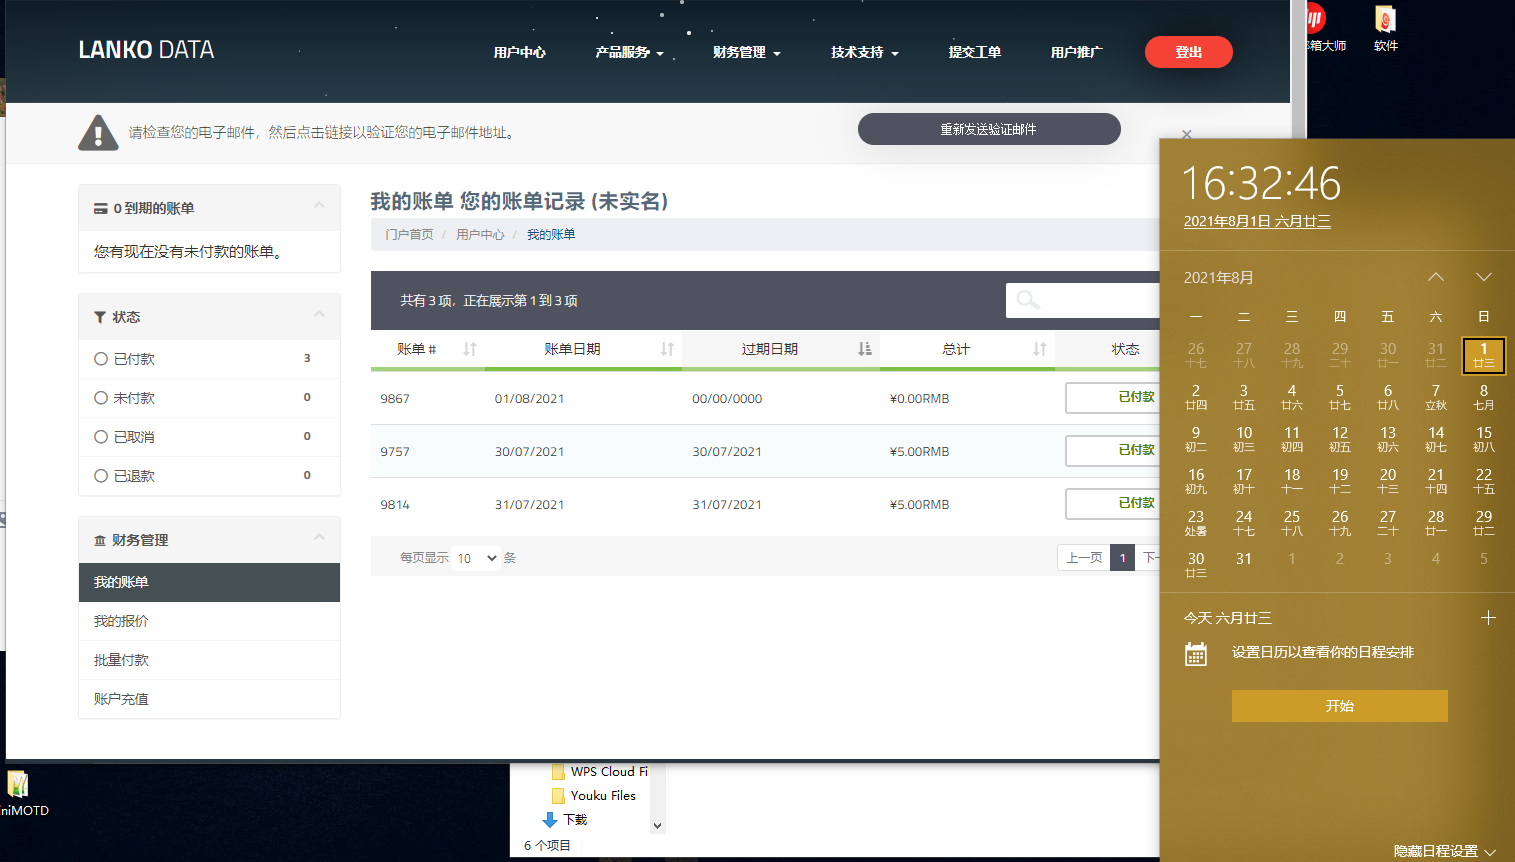 LANKO DATA
用户中心
产品服务
财务管理
技术支持
提交工单
用户推广
登出
箱大师
软件
请检查您的电子邮件，然后点击链接以验证您的电子邮件地址。
重新发送验证邮件
×
0 到期的账单
您有现在没有未付款的账单。
状态
已付款 3
未付款 0
已取消 0
已退款 0
财务管理
我的账单
我的报价
批量付款
账户充值
我的账单 您的账单记录 (未实名)
门户首页 / 用户中心 / 我的账单
共有 3 项，正在展示第 1 到 3 项
账单 # 账单日期 过期日期 总计 状态
9867 01/08/2021 00/00/0000 ¥0.00RMB 已付款
9757 30/07/2021 30/07/2021 ¥5.00RMB 已付款
9814 31/07/2021 31/07/2021 ¥5.00RMB 已付款
每页显示 10 条
上一页 1 下一
16:32:46
2021年8月1日 六月廿三
2021年8月
一 二 三 四 五 六 日
26 27 28 29 30 31 1
十七 十八 十九 二十 廿一 廿二 廿三
2 3 4 5 6 7 8
廿四 廿五 廿六 廿七 廿八 立秋 七月
9 10 11 12 13 14 15
初二 初三 初四 初五 初六 初七 初八
16 17 18 19 20 21 22
初九 初十 十一 十二 十三 十四 十五
23 24 25 26 27 28 29
处暑 十七 十八 十九 二十 廿一 廿二
30 31 1 2 3 4 5
廿三
今天 六月廿三
设置日历以查看你的日程安排
开始
隐藏日程设置
iniMOTD
WPS Cloud Fi
Youku Files
下载
6 个项目